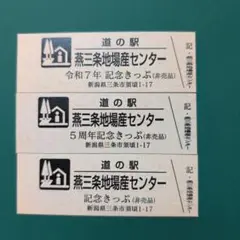 道の駅
燕三条地場産センター
令和7年 記念きっぷ(非売品)
新潟県三条市須頃1-17
道の駅
燕三条地場産センター
5周年記念きっぷ(非売品)
新潟県三条市須頃1-17
道の駅
燕三条地場産センター
記念きっぷ(非売品)
新潟県三条市須頃1-17